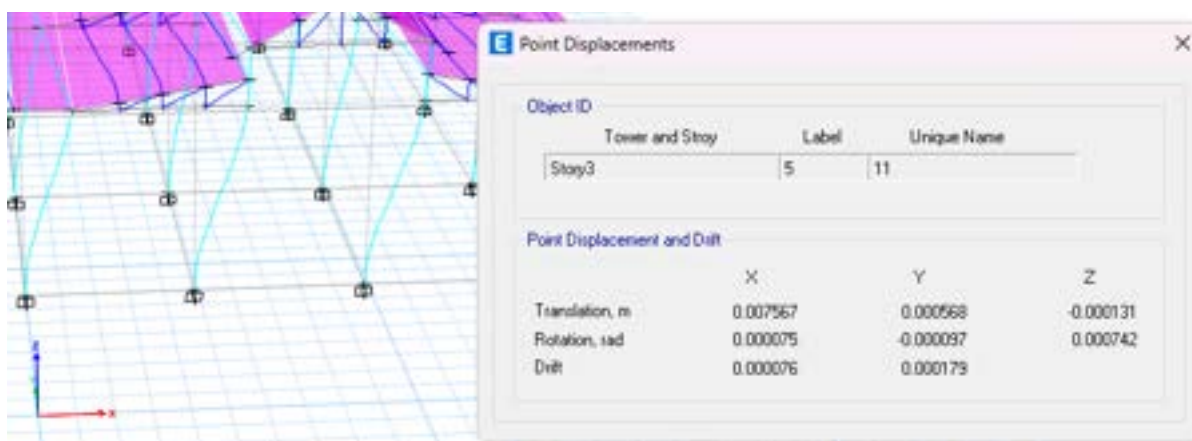 E Point Displacements
Object ID
Tower and Stroy Label Unique Name
Story3 5 11
Point Displacement and Drift
X Y Z
Translation, m 0.007567 0.000568 -0.000131
Rotation, rad 0.000075 -0.000097 0.000742
Drift 0.000076 0.000179
X